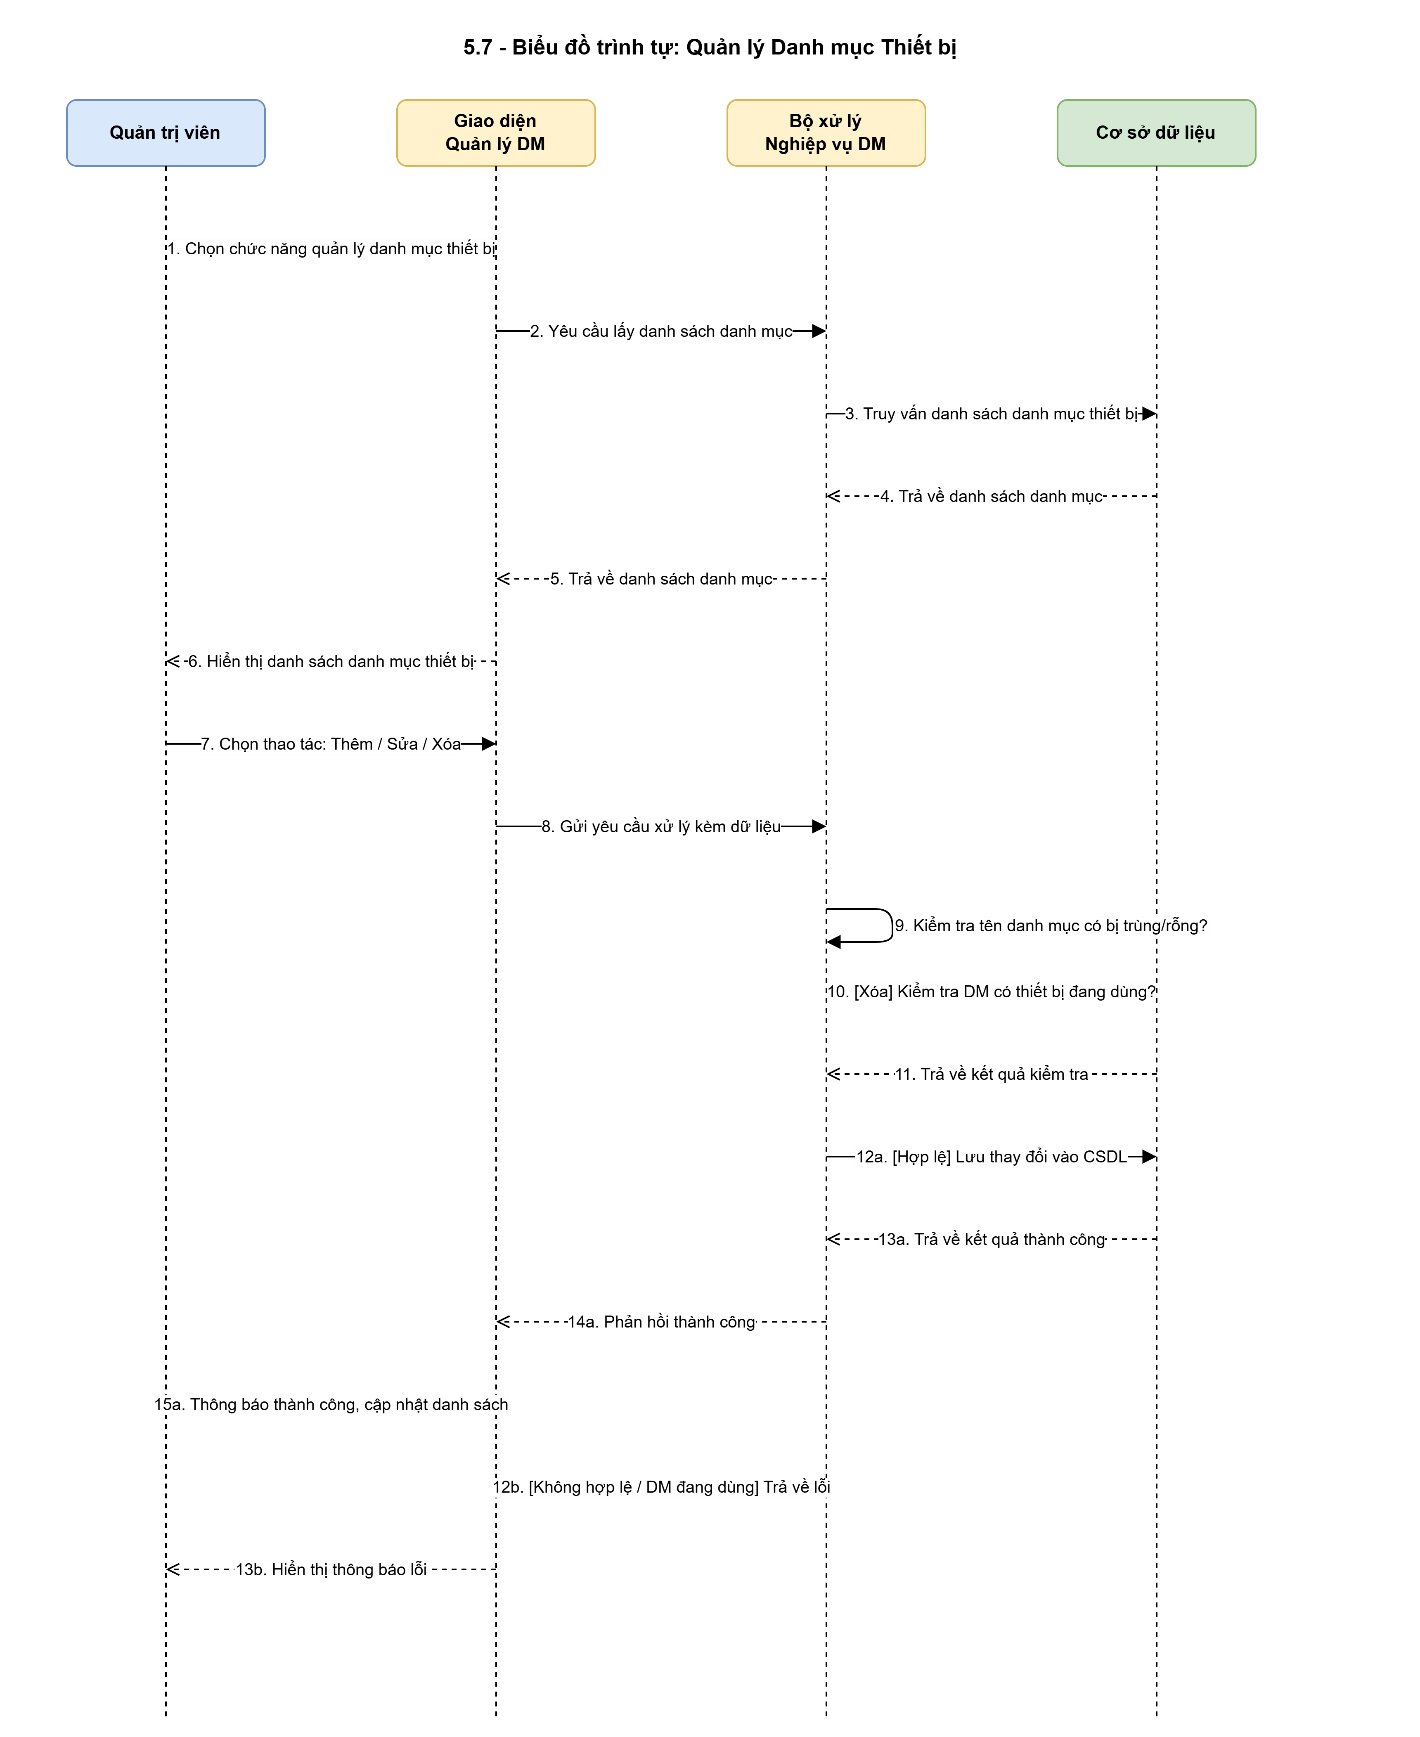 5.7 - Biểu đồ trình tự: Quản lý Danh mục Thiết bị
Quản trị viên
Giao diện
Quản lý DM
Bộ xử lý
Nghiệp vụ DM
Cơ sở dữ liệu
1. Chọn chức năng quản lý danh mục thiết bị
2. Yêu cầu lấy danh sách danh mục
3. Truy vấn danh sách danh mục thiết bị
4. Trả về danh sách danh mục
5. Trả về danh sách danh mục
6. Hiển thị danh sách danh mục thiết bị
7. Chọn thao tác: Thêm / Sửa / Xóa
8. Gửi yêu cầu xử lý kèm dữ liệu
9. Kiểm tra tên danh mục có bị trùng/rỗng?
10. [Xóa] Kiểm tra DM có thiết bị đang dùng?
11. Trả về kết quả kiểm tra
12a. [Hợp lệ] Lưu thay đổi vào CSDL
13a. Trả về kết quả thành công
14a. Phản hồi thành công
15a. Thông báo thành công, cập nhật danh sách
12b. [Không hợp lệ / DM đang dùng] Trả về lỗi
13b. Hiển thị thông báo lỗi